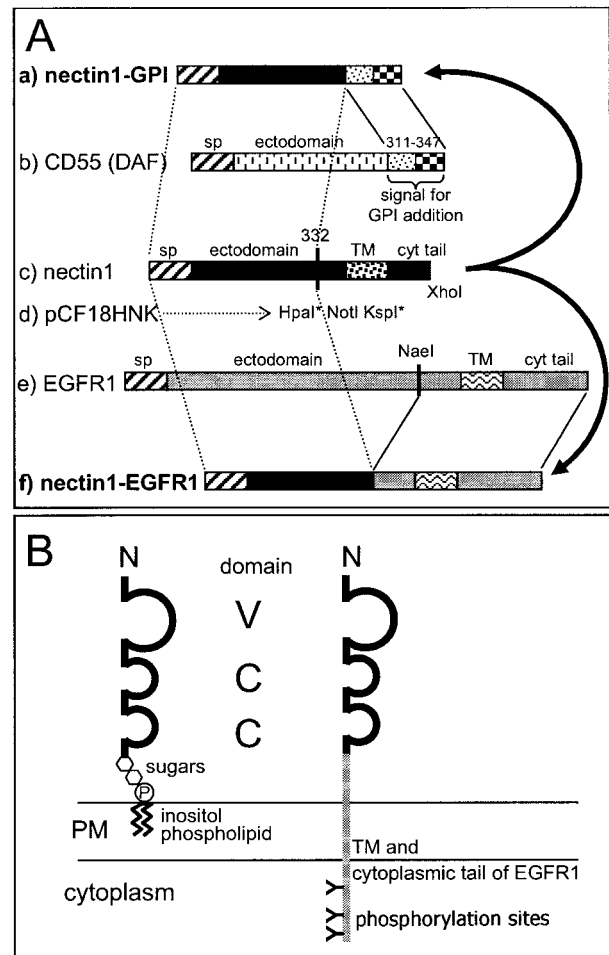 A
a) nectin1-GPI
sp ectodomain 311-347
b) CD55 (DAF)
signal for
GPI addition
332
sp ectodomain TM cyt tail
c) nectin1
XhoI
d) pCF18HNK HpaI* NotI KspI*
NaeI
sp ectodomain TM cyt tail
e) EGFR1
f) nectin1-EGFR1
B
N domain N
V
C
C
sugars
P
PM inositol
phospholipid
TM and
cytoplasmic tail of EGFR1
cytoplasm
phosphorylation sites